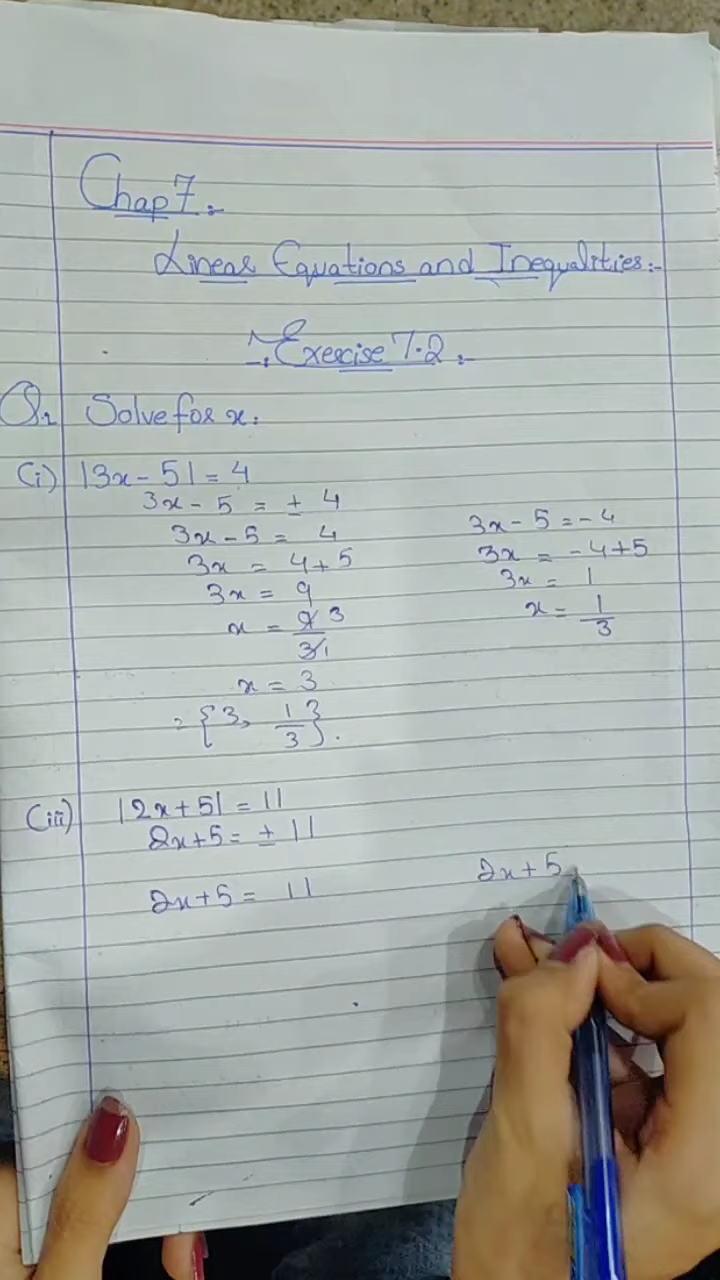 Chap 7:-
Linear Equations and Inequalities:-
Exercise 7.2:-
Q1 Solve for x:
(i) |3x - 5| = 4
3x - 5 = ± 4
3x - 5 = 4
3x = 4 + 5
3x = 9
x = 9/3 3 1
x = 3
= {3, 1/3}.
3x - 5 = - 4
3x = - 4 + 5
3x = 1
x = 1/3
(iii) |2x + 5| = 11
2x + 5 = ± 11
2x + 5 = 11
2x + 5